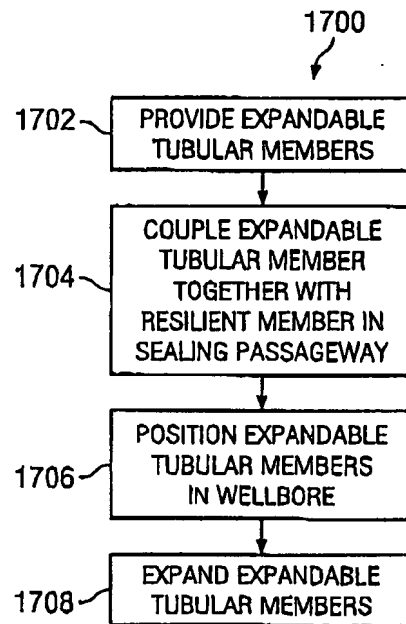 1700
1702
PROVIDE EXPANDABLE
TUBULAR MEMBERS
1704
COUPLE EXPANDABLE
TUBULAR MEMBER
TOGETHER WITH
RESILIENT MEMBER IN
SEALING PASSAGEWAY
1706
POSITION EXPANDABLE
TUBULAR MEMBERS
IN WELLBORE
1708
EXPAND EXPANDABLE
TUBULAR MEMBERS